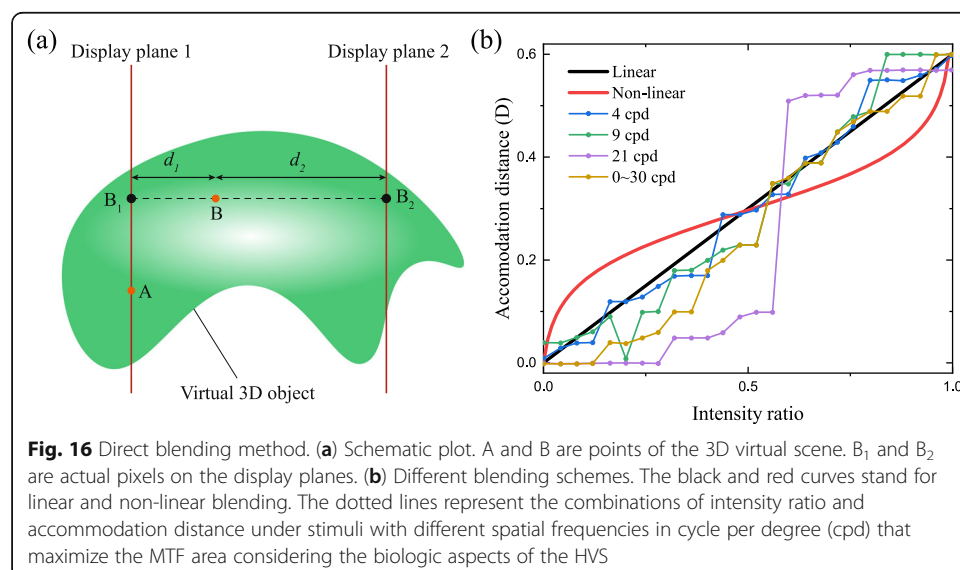 (a)
Display plane 1
Display plane 2
d1
d2
B1
B
B2
A
Virtual 3D object
(b)
Accomodation distance (D)
0.6
0.4
0.2
0.0
Linear
Non-linear
4 cpd
9 cpd
21 cpd
0~30 cpd
0.0
0.5
1.0
Intensity ratio
Fig. 16 Direct blending method. (a) Schematic plot. A and B are points of the 3D virtual scene. B1 and B2
are actual pixels on the display planes. (b) Different blending schemes. The black and red curves stand for
linear and non-linear blending. The dotted lines represent the combinations of intensity ratio and
accommodation distance under stimuli with different spatial frequencies in cycle per degree (cpd) that
maximize the MTF area considering the biologic aspects of the HVS